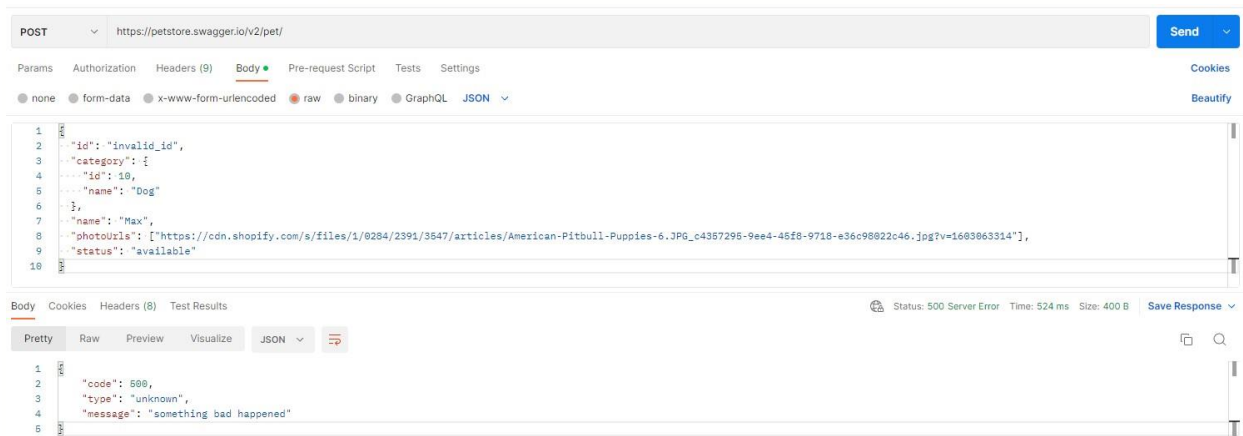 POST https://petstore.swagger.io/v2/pet/ Send
Params Authorization Headers (9) Body Pre-request Script Tests Settings Cookies
none form-data x-www-form-urlencoded raw binary GraphQL JSON Beautify
1 {
2 "id": "invalid_id",
3 "category": {
4 "id": 10,
5 "name": "Dog"
6 },
7 "name": "Max",
8 "photoUrls": ["https://cdn.shopify.com/s/files/1/0284/2391/3547/articles/American-Pitbull-Puppies-6.JPG_c4357295-9ee4-45f8-9718-e36c98022c46.jpg?v=1603063314"],
9 "status": "available"
10 }
Body Cookies Headers (8) Test Results Status: 500 Server Error Time: 524 ms Size: 400 B Save Response
Pretty Raw Preview Visualize JSON
1 {
2 "code": 500,
3 "type": "unknown",
4 "message": "something bad happened"
5 }